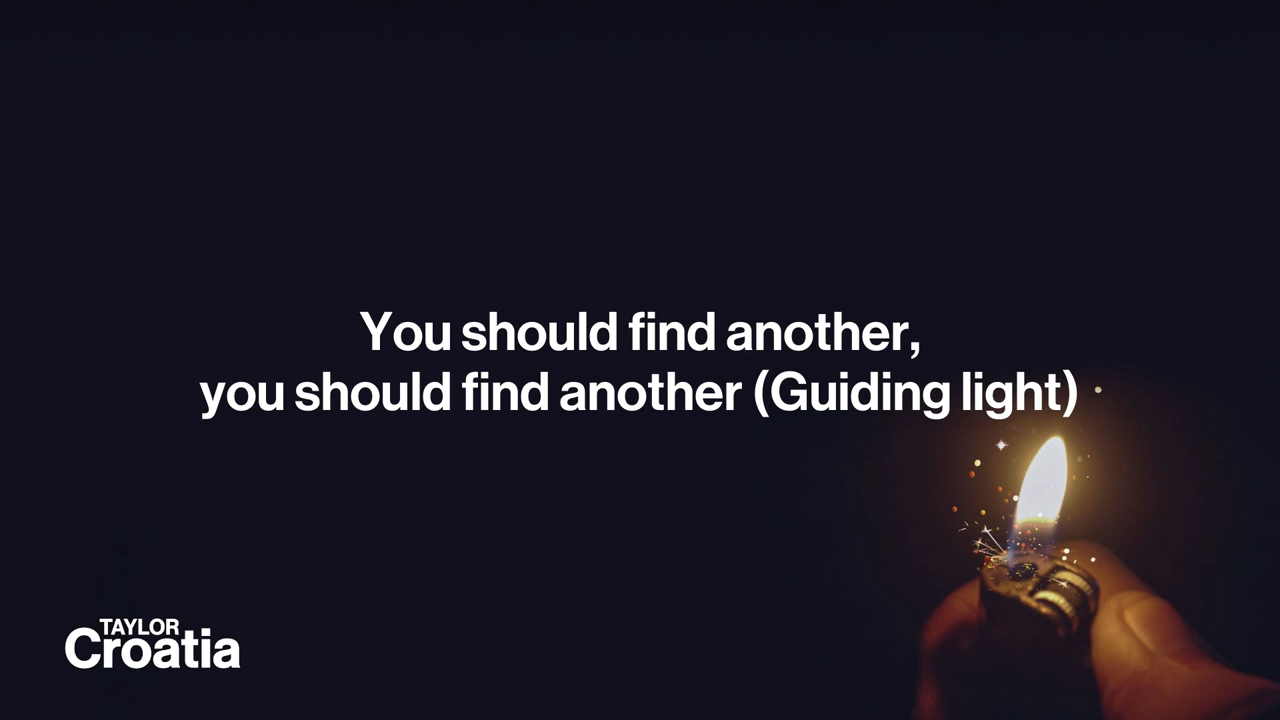 You should find another,
you should find another (Guiding light)
TAYLOR
Croatia